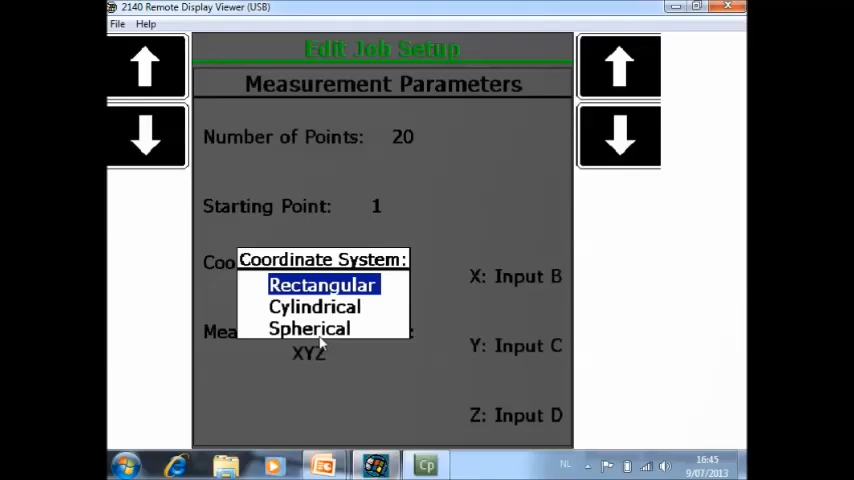 2140 Remote Display Viewer (USB)
File Help
Edit Job Setup
Measurement Parameters
Number of Points: 20
Starting Point: 1
Coo
Coordinate System:
Rectangular
Cylindrical
Spherical
X: Input B
Mea :
XYZ
Y: Input C
Z: Input D
Cp
NL
16:45
9/07/2013